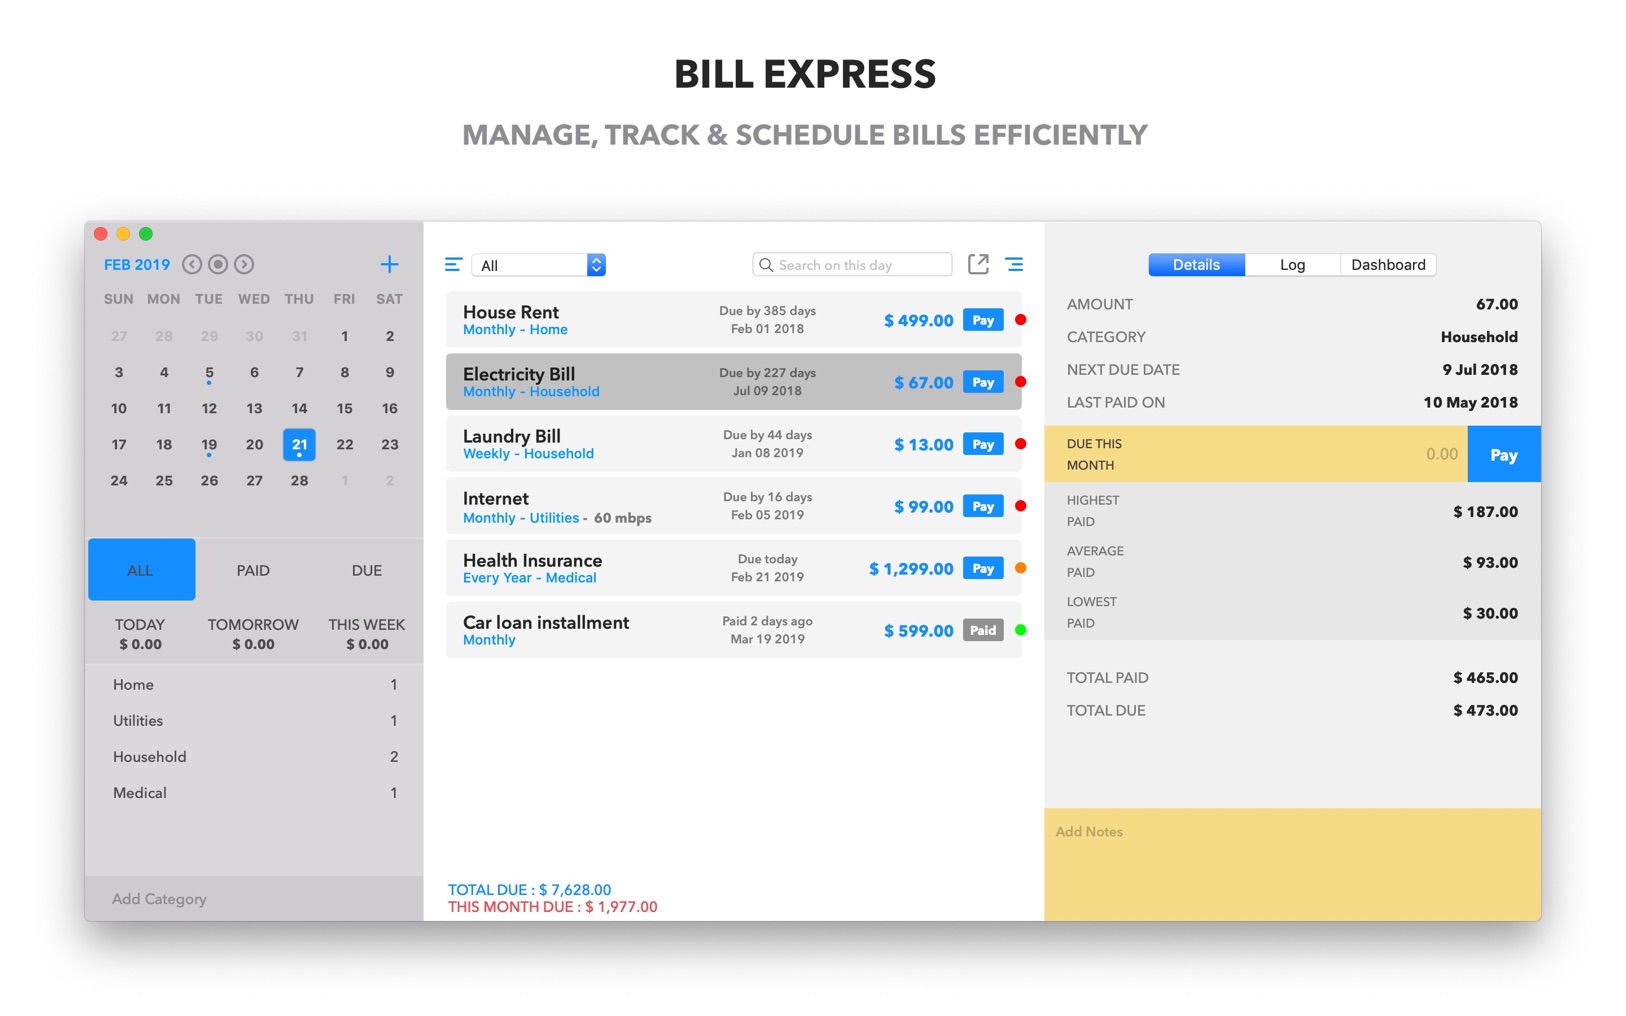 BILL EXPRESS
MANAGE, TRACK & SCHEDULE BILLS EFFICIENTLY
FEB 2019
SUN MON TUE WED THU FRI SAT
27 28 29 30 31 1 2
3 4 5 6 7 8 9
10 11 12 13 14 15 16
17 18 19 20 21 22 23
24 25 26 27 28 1 2
ALL PAID DUE
TODAY TOMORROW THIS WEEK
$ 0.00 $ 0.00 $ 0.00
Home 1
Utilities 1
Household 2
Medical 1
Add Category
All Search on this day
House Rent Due by 385 days
Monthly - Home Feb 01 2018 $ 499.00 Pay
Electricity Bill Due by 227 days
Monthly - Household Jul 09 2018 $ 67.00 Pay
Laundry Bill Due by 44 days
Weekly - Household Jan 08 2019 $ 13.00 Pay
Internet Due by 16 days
Monthly - Utilities - 60 mbps Feb 05 2019 $ 99.00 Pay
Health Insurance Due today
Every Year - Medical Feb 21 2019 $ 1,299.00 Pay
Car loan installment Paid 2 days ago
Monthly Mar 19 2019 $ 599.00 Paid
TOTAL DUE : $ 7,628.00
THIS MONTH DUE : $ 1,977.00
Details Log Dashboard
AMOUNT 67.00
CATEGORY Household
NEXT DUE DATE 9 Jul 2018
LAST PAID ON 10 May 2018
DUE THIS
MONTH 0.00 Pay
HIGHEST
PAID $ 187.00
AVERAGE
PAID $ 93.00
LOWEST
PAID $ 30.00
TOTAL PAID $ 465.00
TOTAL DUE $ 473.00
Add Notes